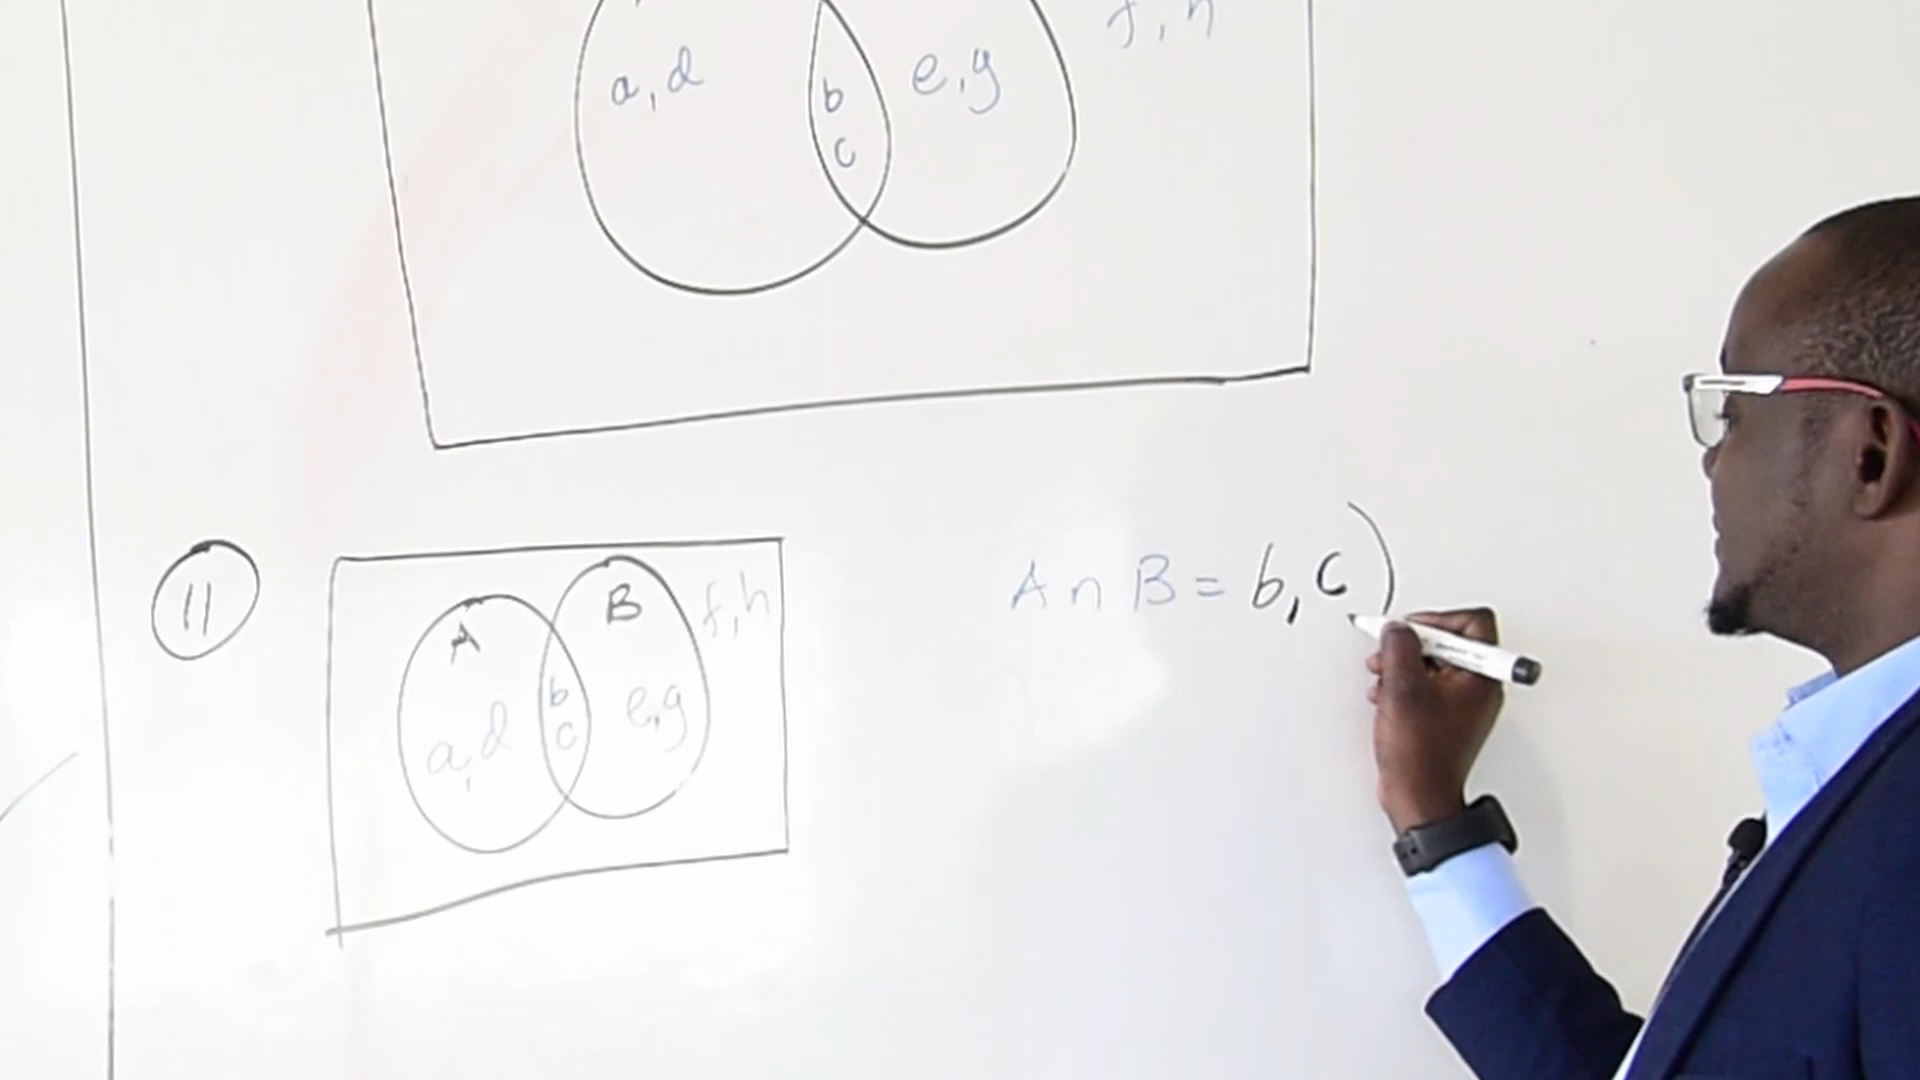 a, d b e, g f, h
c
11
A B f, h
a, d b e, g
c
A ∩ B = b, c)